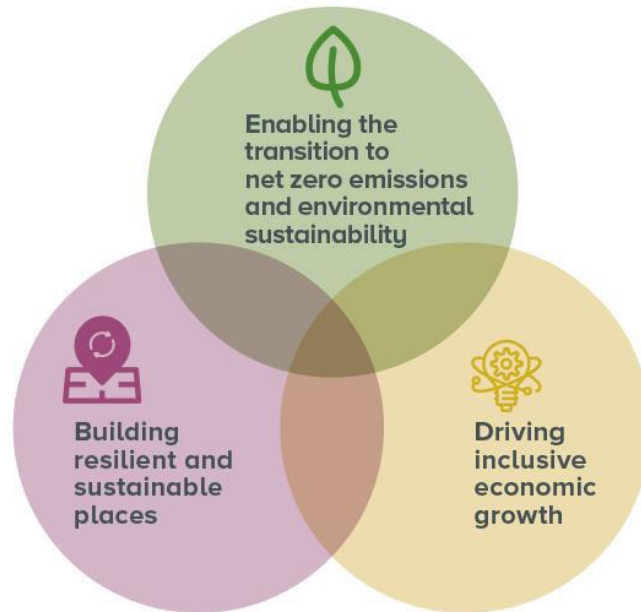 Enabling the
transition to
net zero emissions
and environmental
sustainability
Building
resilient and
sustainable
places
Driving
inclusive
economic
growth